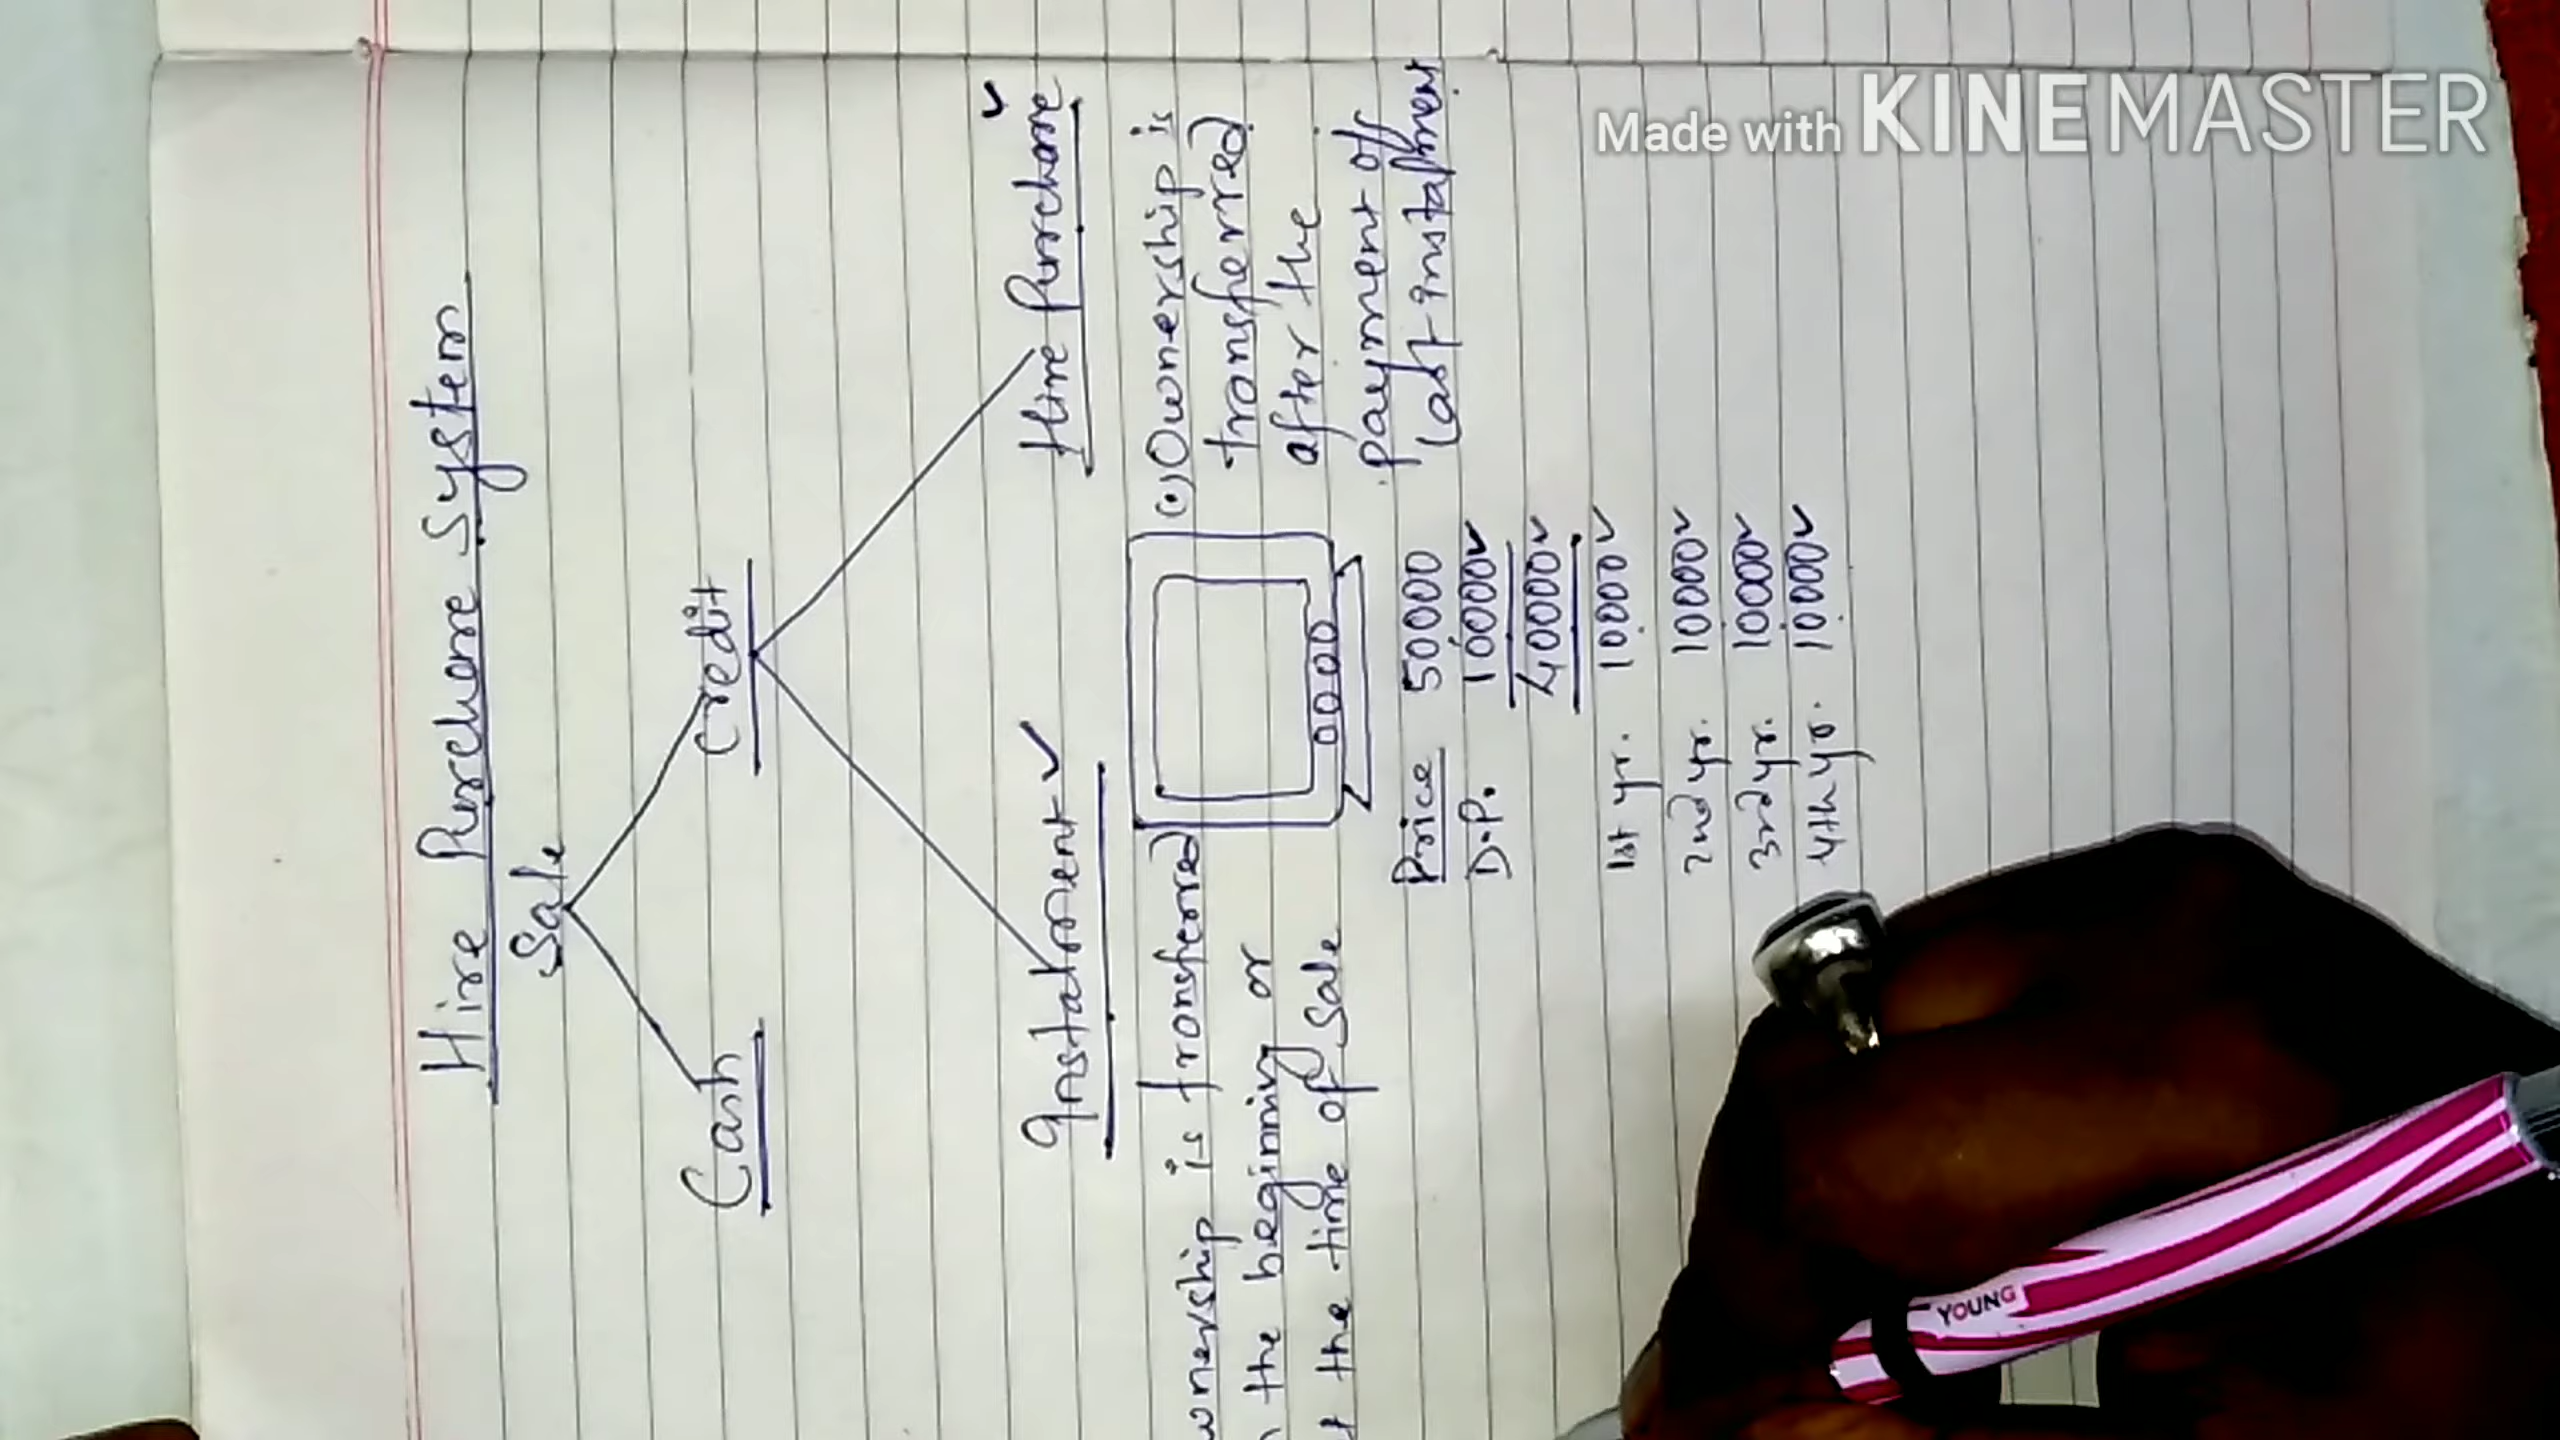 Hire Purchase System
Sale
Cash Credit
Instalment Hire Purchase
wnership is transferred
the beginning or
the time of Sale
(•) Ownership is
transferred
after the
payment of
last instalment
0000
Price 50000
D.P. 10000
40000
1st yr. 10000
2nd yr. 10000
3rd yr. 10000
4th yr. 10000
YOUNG
Made with KINEMASTER